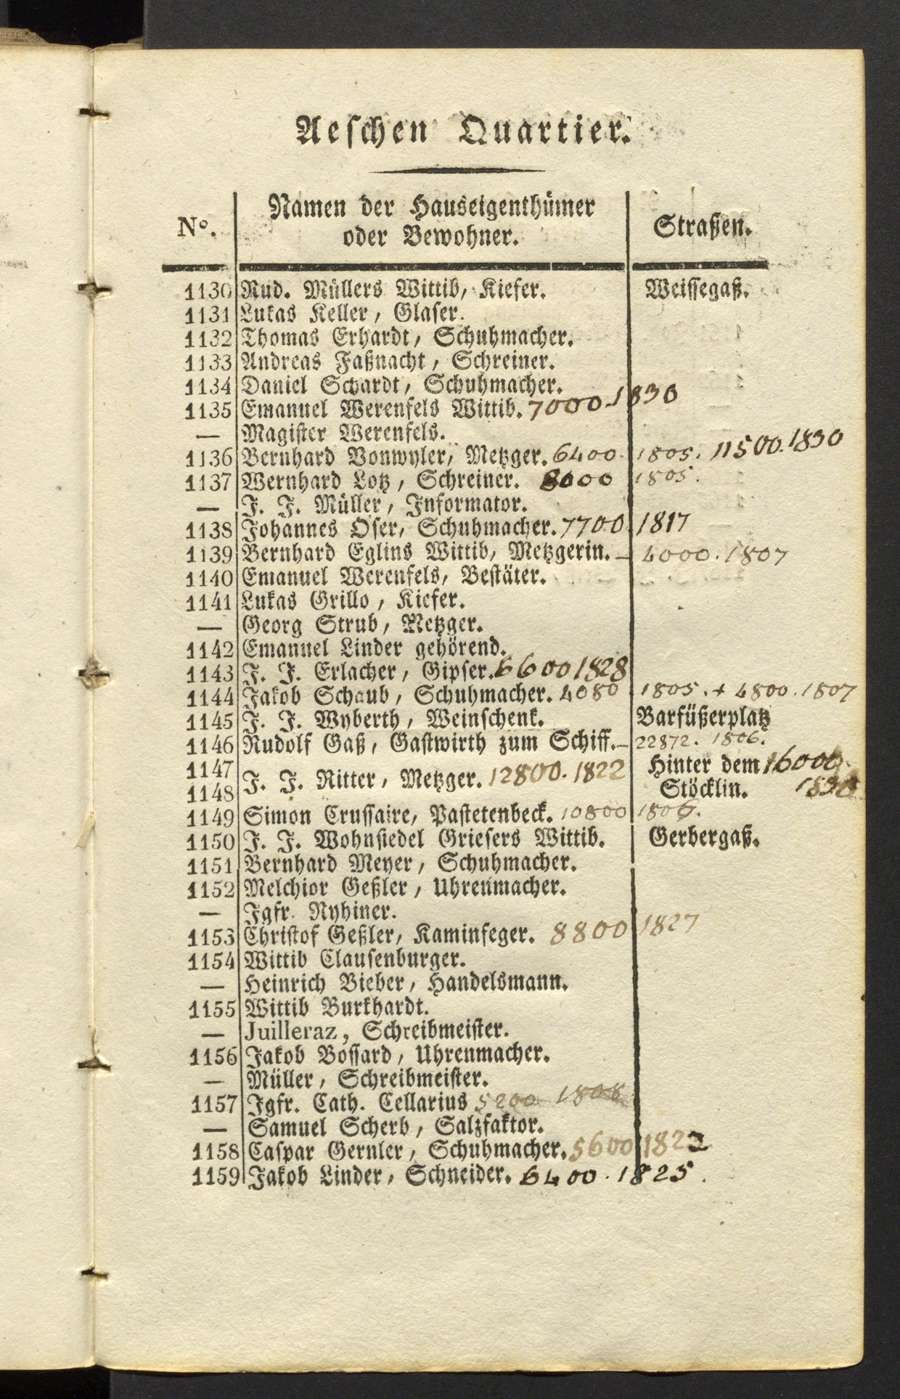 Aeschen Quartier.
No. Namen der Hauseigenthümer oder Bewohner. Straßen.
1130 Rud. Müllers Wittib, Kiefer. Weissegaß.
1131 Lukas Keller, Glaser.
1132 Thomas Erhardt, Schuhmacher.
1133 Andreas Faßnacht, Schreiner.
1134 Daniel Schardt, Schuhmacher.
1135 Emanuel Werenfels Wittib. 7000. 1830
— Magister Werenfels.
1136 Bernhard Vonwyler, Metzger. 6400. 1805. 11500. 1830
1137 Wernhard Lotz, Schreiner. 8000 1805.
— J. J. Müller, Informator.
1138 Johannes Oser, Schuhmacher. 7700. 1817
1139 Bernhard Eglins Wittib, Metzgerin. – 4000. 1807
1140 Emanuel Werenfels, Bestäter.
1141 Lukas Grillo, Kiefer.
— Georg Strub, Metzger.
1142 Emanuel Linder gehörend.
1143 J. J. Erlacher, Gipser. 6600 1828
1144 Jakob Schaub, Schuhmacher. 4080 1805. + 4800. 1807
1145 J. J. Wyberth, Weinschenk. Barfüßerplatz
1146 Rudolf Gaß, Gastwirth zum Schiff. – 22872. 1806.
1147 Hinter dem 16000.
1148 J. J. Ritter, Metzger. 12800. 1822 Stöcklin. 1830
1149 Simon Crussaire, Pastetenbeck. 10800 1806.
1150 J. J. Wohnsiedel Griesers Wittib. Gerbergaß.
1151 Bernhard Meyer, Schuhmacher.
1152 Melchior Geßler, Uhrenmacher.
— Jgfr. Ryhiner.
1153 Christof Geßler, Kaminfeger. 8800 1827
1154 Wittib Clausenburger.
— Heinrich Bieber, Handelsmann.
1155 Wittib Burkhardt.
— Juilleraz, Schreibmeister.
1156 Jakob Bossard, Uhrenmacher.
— Müller, Schreibmeister.
1157 Jgfr. Cath. Cellarius 5200 1808
— Samuel Scherb, Salzfaktor.
1158 Caspar Gernler, Schuhmacher. 5600 1822
1159 Jakob Linder, Schneider. 6400. 1825.